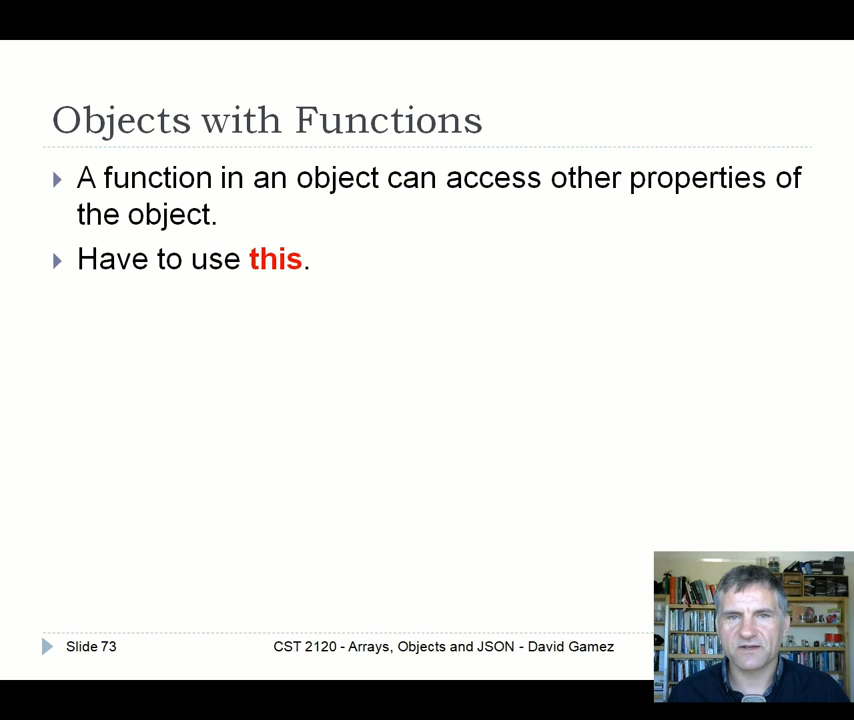 Objects with Functions
A function in an object can access other properties of
the object.
Have to use this.
Slide 73
CST 2120 - Arrays, Objects and JSON - David Gamez